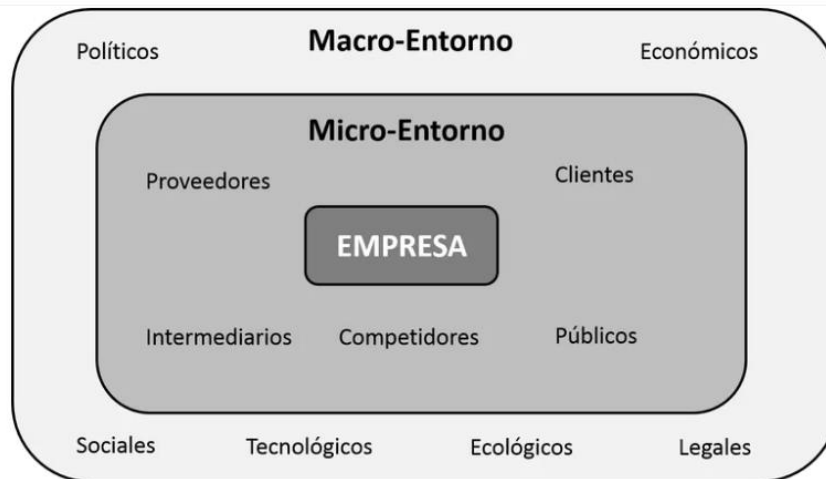 Macro-Entorno
Políticos
Económicos
Micro-Entorno
Proveedores
Clientes
EMPRESA
Intermediarios
Competidores
Públicos
Sociales
Tecnológicos
Ecológicos
Legales